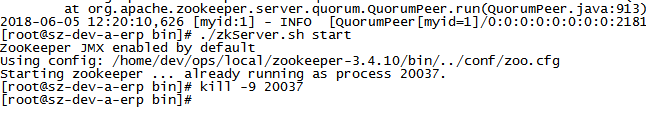 at org.apache.zookeeper.server.quorum.QuorumPeer.run(QuorumPeer.java:913)
2018-06-05 12:20:10,626 [myid:1] - INFO  [QuorumPeer[myid=1]/0:0:0:0:0:0:0:0:2181
[root@sz-dev-a-erp bin]# ./zkServer.sh start
ZooKeeper JMX enabled by default
Using config: /home/dev/ops/local/zookeeper-3.4.10/bin/../conf/zoo.cfg
Starting zookeeper ... already running as process 20037.
[root@sz-dev-a-erp bin]# kill -9 20037
[root@sz-dev-a-erp bin]#